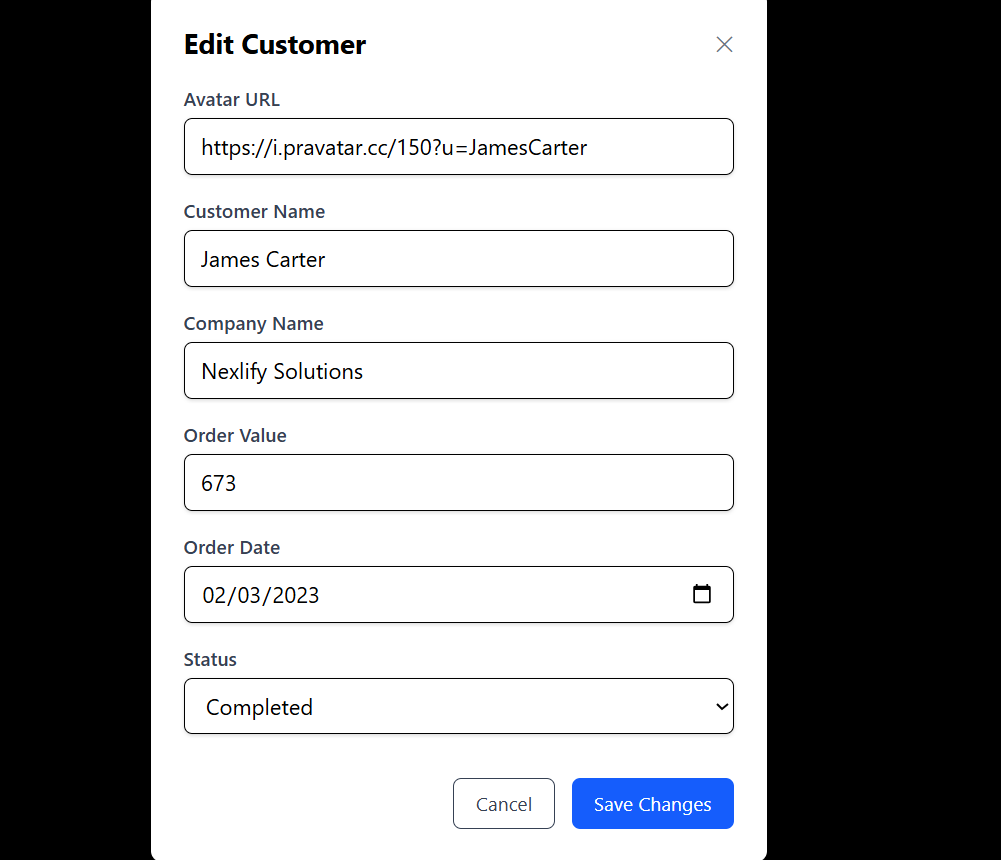 Edit Customer
Avatar URL
https://i.pravatar.cc/150?u=JamesCarter
Customer Name
James Carter
Company Name
Nexlify Solutions
Order Value
673
Order Date
02/03/2023
Status
Completed
Cancel
Save Changes